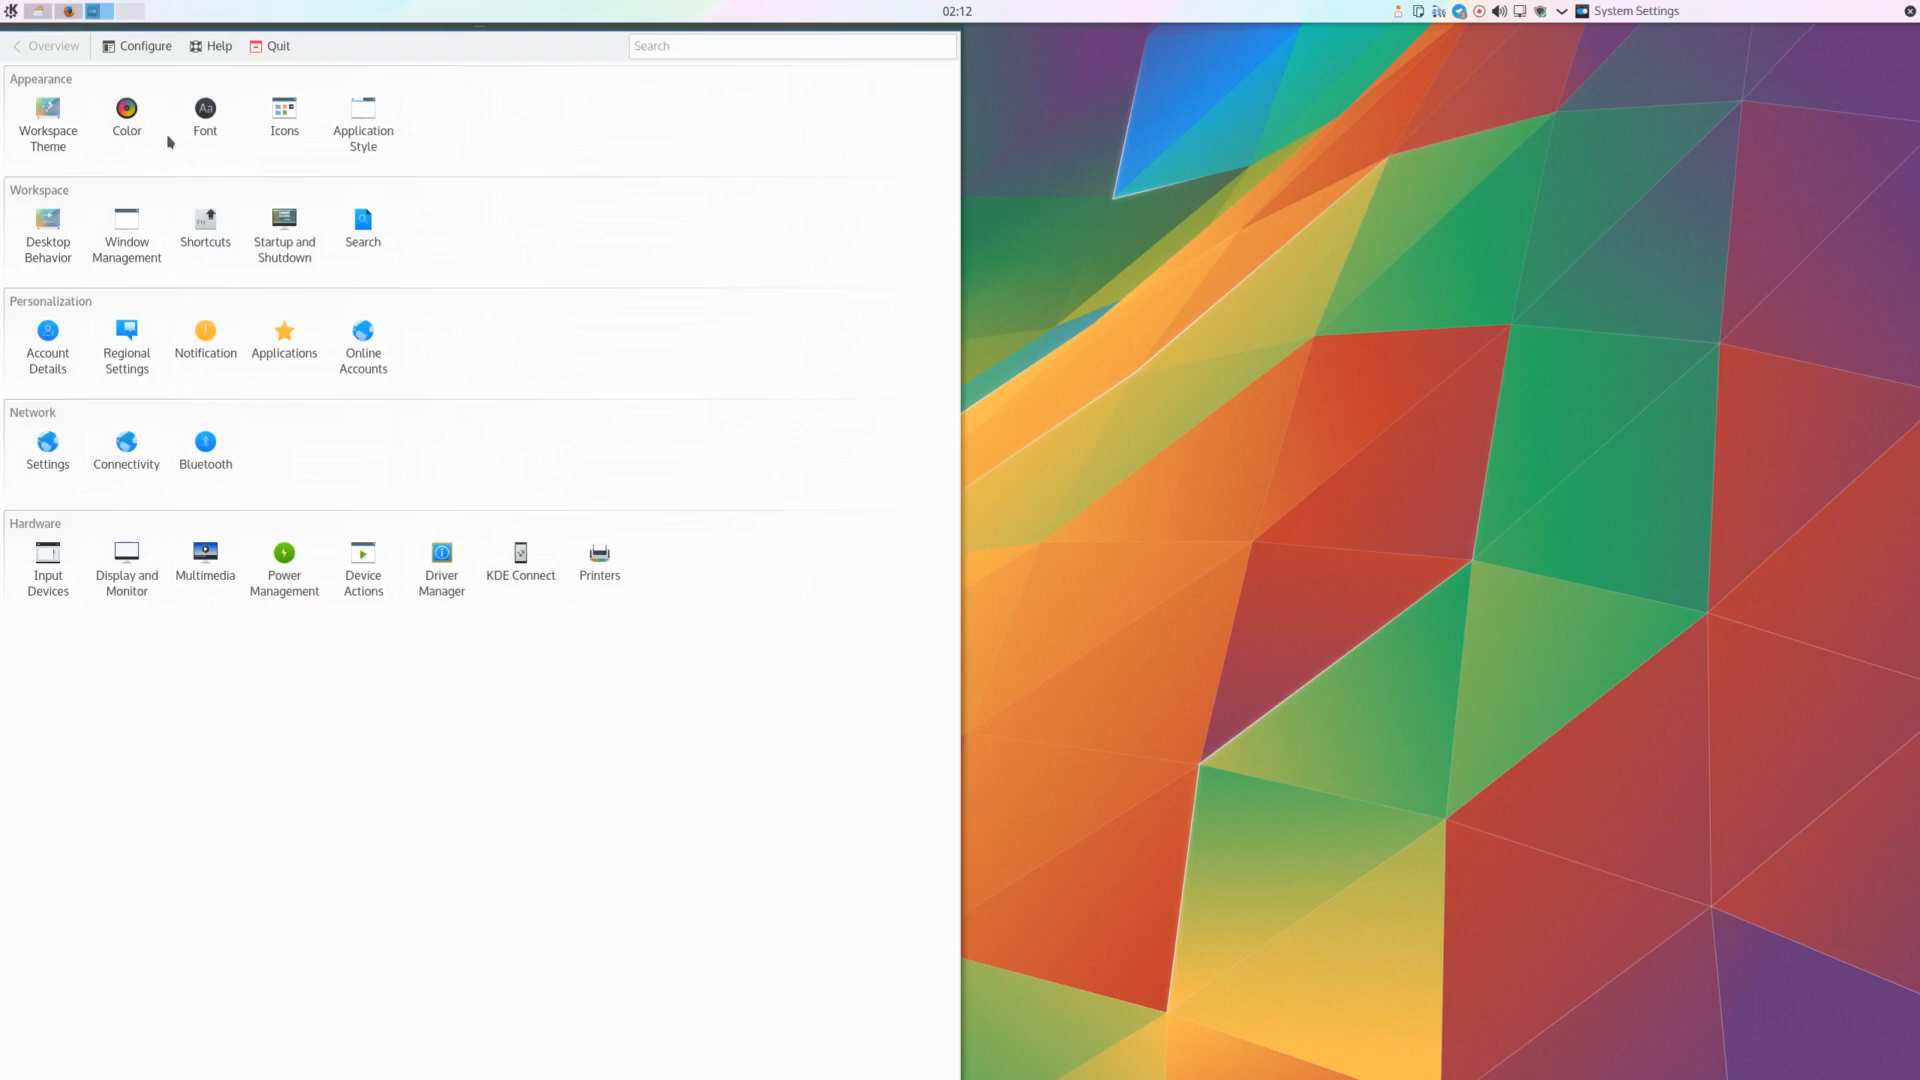 02:12
System Settings
Overview
Configure
Help
Quit
Search
Appearance
Workspace
Theme
Color
Aa
Font
Icons
Application
Style
Workspace
Desktop
Behavior
Window
Management
Shortcuts
Startup and
Shutdown
Search
Personalization
Account
Details
Regional
Settings
Notification
Applications
Online
Accounts
Network
Settings
Connectivity
Bluetooth
Hardware
Input
Devices
Display and
Monitor
Multimedia
Power
Management
Device
Actions
Driver
Manager
KDE Connect
Printers